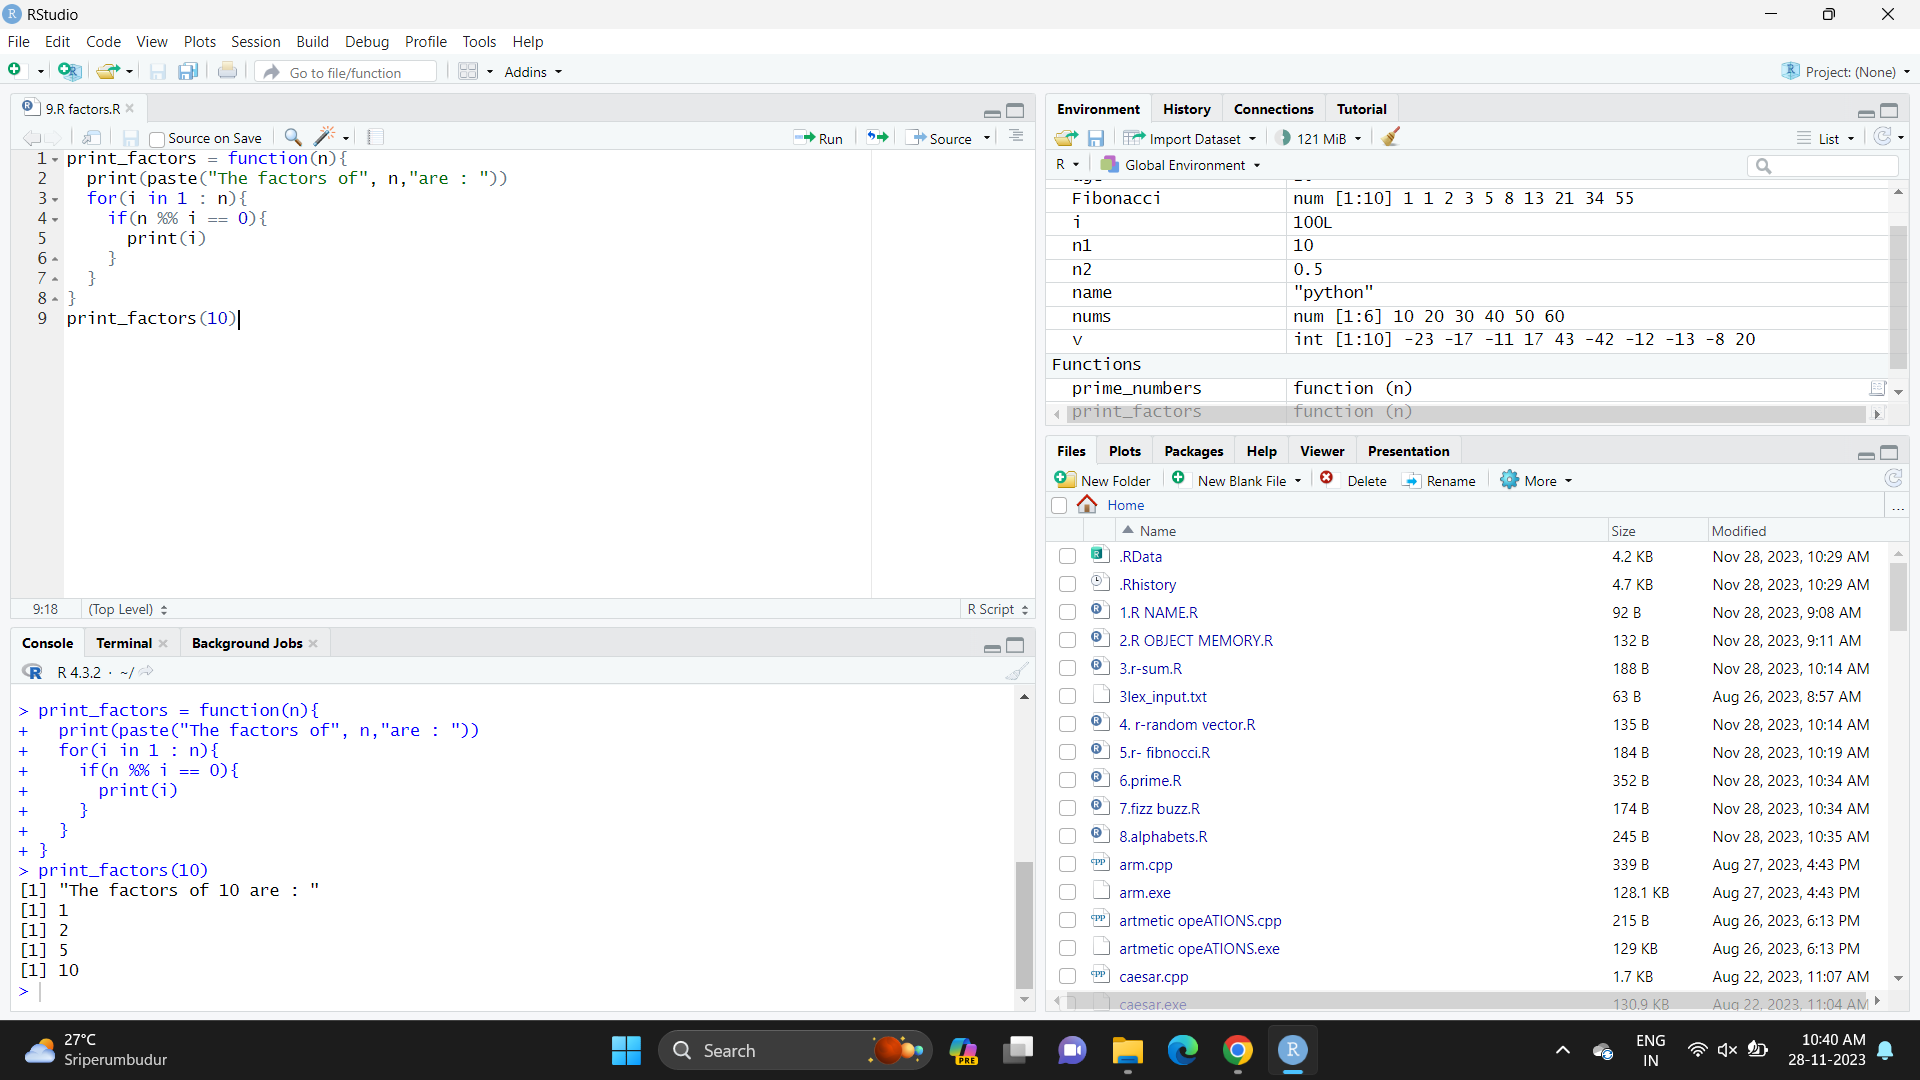 RStudio
File Edit Code View Plots Session Build Debug Profile Tools Help
Go to file/function Addins Project: (None)
9.R factors.R
Source on Save Run Source
1 print_factors = function(n){
2 print(paste("The factors of", n,"are : "))
3 for(i in 1 : n){
4 if(n %% i == 0){
5 print(i)
6 }
7 }
8 }
9 print_factors(10)
9:18 (Top Level) R Script
Console Terminal Background Jobs
R 4.3.2 · ~/
> print_factors = function(n){
+ print(paste("The factors of", n,"are : "))
+ for(i in 1 : n){
+ if(n %% i == 0){
+ print(i)
+ }
+ }
+ }
> print_factors(10)
[1] "The factors of 10 are : "
[1] 1
[1] 2
[1] 5
[1] 10
>
Environment History Connections Tutorial
Import Dataset 121 MiB List
R Global Environment
Fibonacci num [1:10] 1 1 2 3 5 8 13 21 34 55
i 100L
n1 10
n2 0.5
name "python"
nums num [1:6] 10 20 30 40 50 60
v int [1:10] -23 -17 -11 17 43 -42 -12 -13 -8 20
Functions
prime_numbers function (n)
print_factors function (n)
Files Plots Packages Help Viewer Presentation
New Folder New Blank File Delete Rename More
Home ...
Name Size Modified
.RData 4.2 KB Nov 28, 2023, 10:29 AM
.Rhistory 4.7 KB Nov 28, 2023, 10:29 AM
1.R NAME.R 92 B Nov 28, 2023, 9:08 AM
2.R OBJECT MEMORY.R 132 B Nov 28, 2023, 9:11 AM
3.r-sum.R 188 B Nov 28, 2023, 10:14 AM
3lex_input.txt 63 B Aug 26, 2023, 8:57 AM
4. r-random vector.R 135 B Nov 28, 2023, 10:14 AM
5.r- fibnocci.R 184 B Nov 28, 2023, 10:19 AM
6.prime.R 352 B Nov 28, 2023, 10:34 AM
7.fizz buzz.R 174 B Nov 28, 2023, 10:34 AM
8.alphabets.R 245 B Nov 28, 2023, 10:35 AM
arm.cpp 339 B Aug 27, 2023, 4:43 PM
arm.exe 128.1 KB Aug 27, 2023, 4:43 PM
artmetic opeATIONS.cpp 215 B Aug 26, 2023, 6:13 PM
artmetic opeATIONS.exe 129 KB Aug 26, 2023, 6:13 PM
caesar.cpp 1.7 KB Aug 22, 2023, 11:07 AM
caesar.exe 130.9 KB Aug 22, 2023, 11:04 AM
27°C
Sriperumbudur
Search
PRE
ENG
IN
10:40 AM
28-11-2023